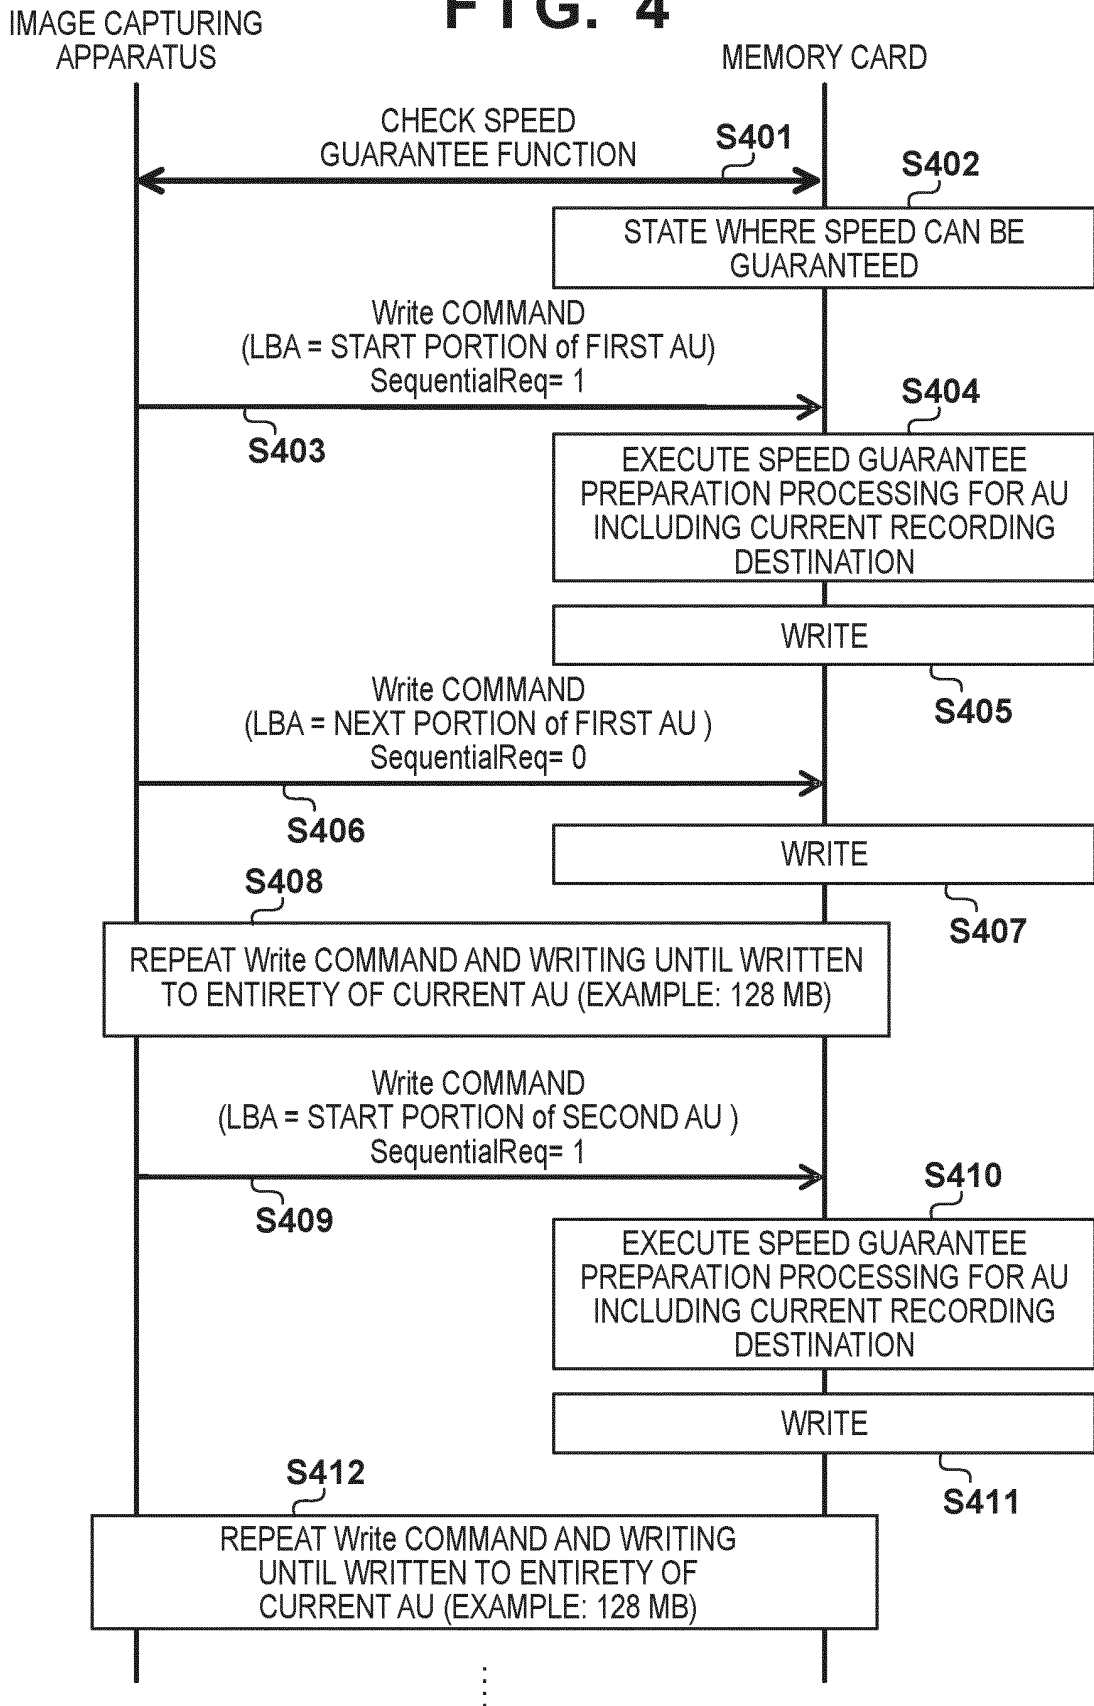 FIG. 4
IMAGE CAPTURING
APPARATUS
MEMORY CARD
CHECK SPEED
GUARANTEE FUNCTION
S401
S402
STATE WHERE SPEED CAN BE
GUARANTEED
Write COMMAND
(LBA = START PORTION of FIRST AU)
SequentialReq= 1
S403
S404
EXECUTE SPEED GUARANTEE
PREPARATION PROCESSING FOR AU
INCLUDING CURRENT RECORDING
DESTINATION
WRITE
S405
Write COMMAND
(LBA = NEXT PORTION of FIRST AU )
SequentialReq= 0
S406
WRITE
S407
S408
REPEAT Write COMMAND AND WRITING UNTIL WRITTEN
TO ENTIRETY OF CURRENT AU (EXAMPLE: 128 MB)
Write COMMAND
(LBA = START PORTION of SECOND AU )
SequentialReq= 1
S409
S410
EXECUTE SPEED GUARANTEE
PREPARATION PROCESSING FOR AU
INCLUDING CURRENT RECORDING
DESTINATION
WRITE
S411
S412
REPEAT Write COMMAND AND WRITING
UNTIL WRITTEN TO ENTIRETY OF
CURRENT AU (EXAMPLE: 128 MB)